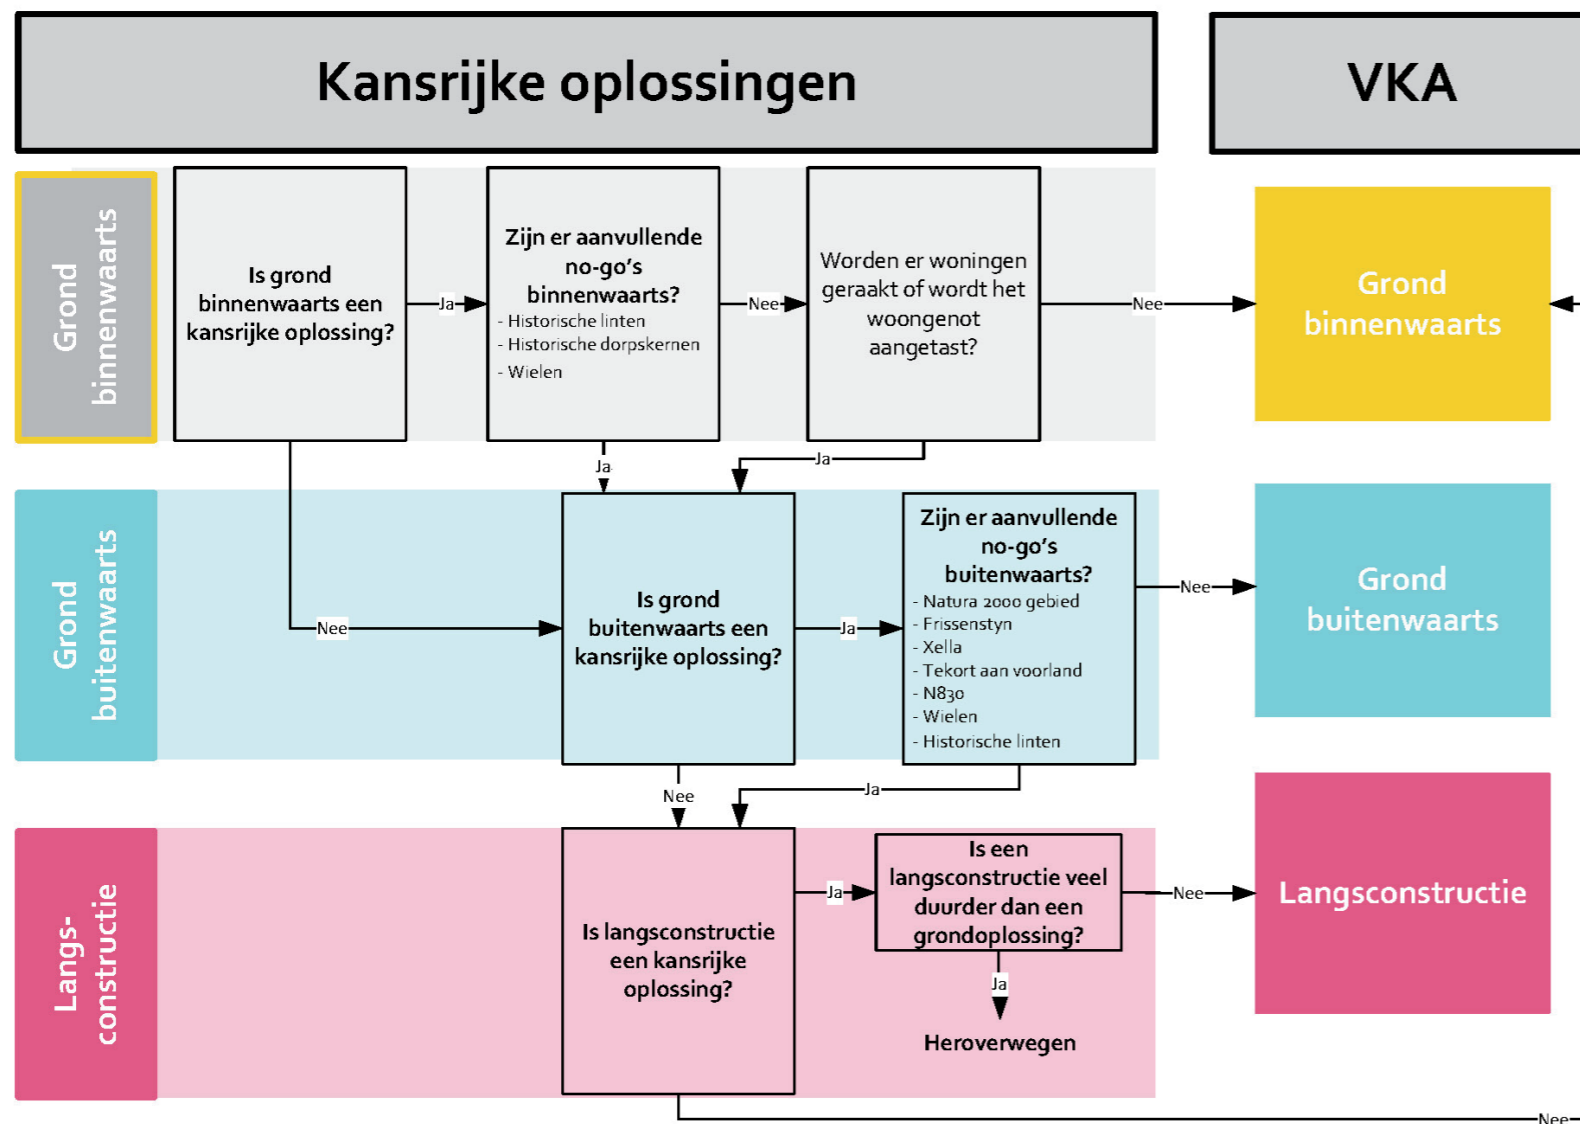 Kansrijke oplossingen
VKA
Grond
binnenwaarts
Is grond
binnenwaarts een
kansrijke oplossing?
Ja
Zijn er aanvullende
no-go's
binnenwaarts?
- Historische linten
- Historische dorpskernen
- Wielen
Nee
Worden er woningen
geraakt of wordt het
woongenot
aangetast?
Nee
Grond
binnenwaarts
Ja
Ja
Grond
buitenwaarts
Nee
Is grond
buitenwaarts een
kansrijke oplossing?
Ja
Zijn er aanvullende
no-go's
buitenwaarts?
- Natura 2000 gebied
- Frissenstyn
- Xella
- Tekort aan voorland
- N830
- Wielen
- Historische linten
Nee
Grond
buitenwaarts
Nee
Ja
Langs-
constructie
Is langsconstructie
een kansrijke
oplossing?
Ja
Is een
langsconstructie veel
duurder dan een
grondoplossing?
Nee
Langsconstructie
Ja
Heroverwegen
Nee